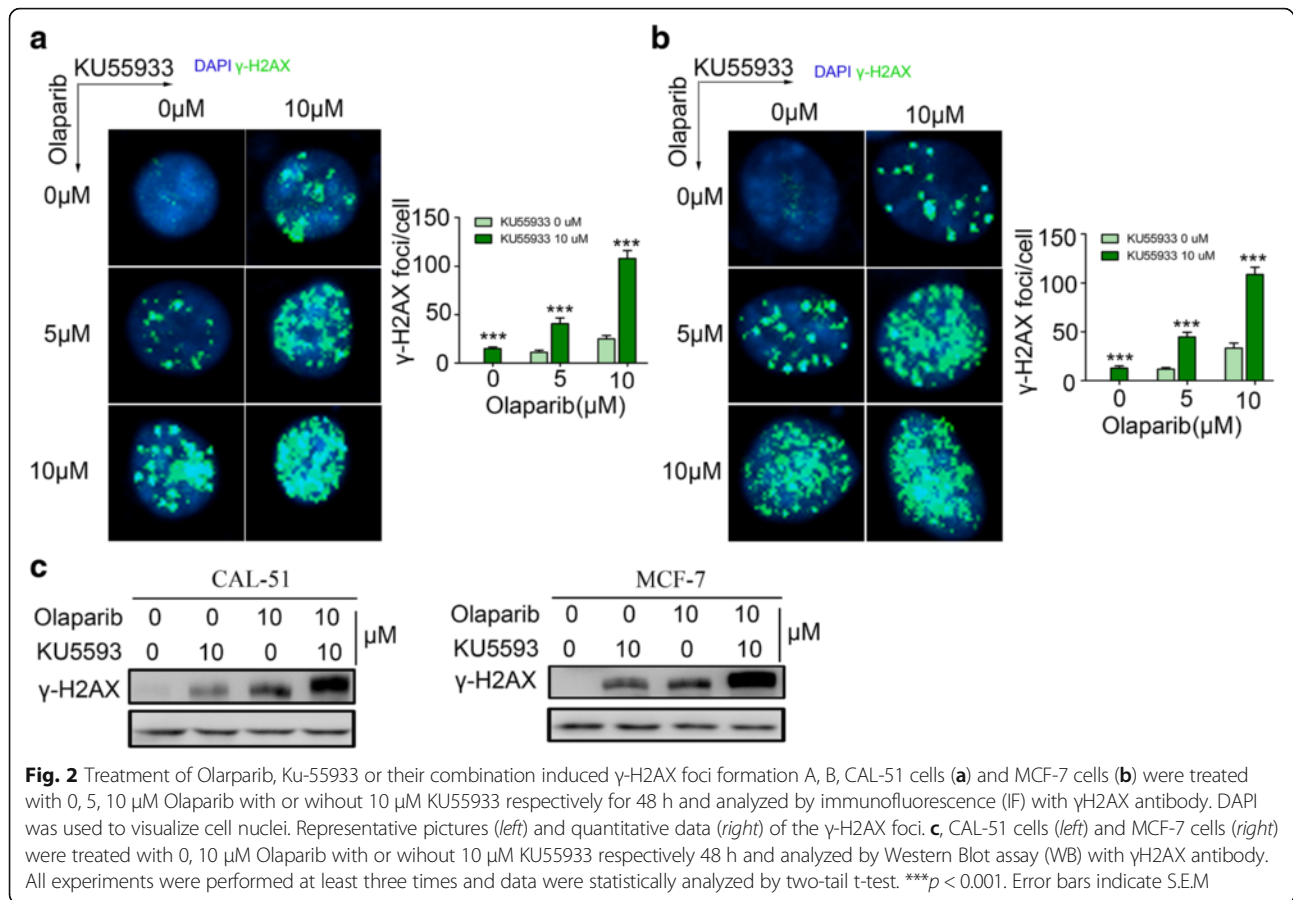 a
KU55933
Olaparib
DAPI γ-H2AX
0μM 10μM
0μM
5μM
10μM
γ-H2AX foci/cell
150
100
50
0
KU55933 0 uM
KU55933 10 uM
***
***
***
0 5 10
Olaparib(μM)
b
KU55933
Olaparib
DAPI γ-H2AX
0μM 10μM
0μM
5μM
10μM
γ-H2AX foci/cell
150
100
50
0
KU55933 0 uM
KU55933 10 uM
***
***
***
0 5 10
Olaparib(μM)
c
CAL-51
Olaparib 0 0 10 10
KU5593 0 10 0 10
μM
γ-H2AX
MCF-7
Olaparib 0 0 10 10
KU5593 0 10 0 10
μM
γ-H2AX
Fig. 2 Treatment of Olarparib, Ku-55933 or their combination induced γ-H2AX foci formation A, B, CAL-51 cells (a) and MCF-7 cells (b) were treated
with 0, 5, 10 μM Olaparib with or wihout 10 μM KU55933 respectively for 48 h and analyzed by immunofluorescence (IF) with γH2AX antibody. DAPI
was used to visualize cell nuclei. Representative pictures (left) and quantitative data (right) of the γ-H2AX foci. c, CAL-51 cells (left) and MCF-7 cells (right)
were treated with 0, 10 μM Olaparib with or wihout 10 μM KU55933 respectively 48 h and analyzed by Western Blot assay (WB) with γH2AX antibody.
All experiments were performed at least three times and data were statistically analyzed by two-tail t-test. ***p < 0.001. Error bars indicate S.E.M